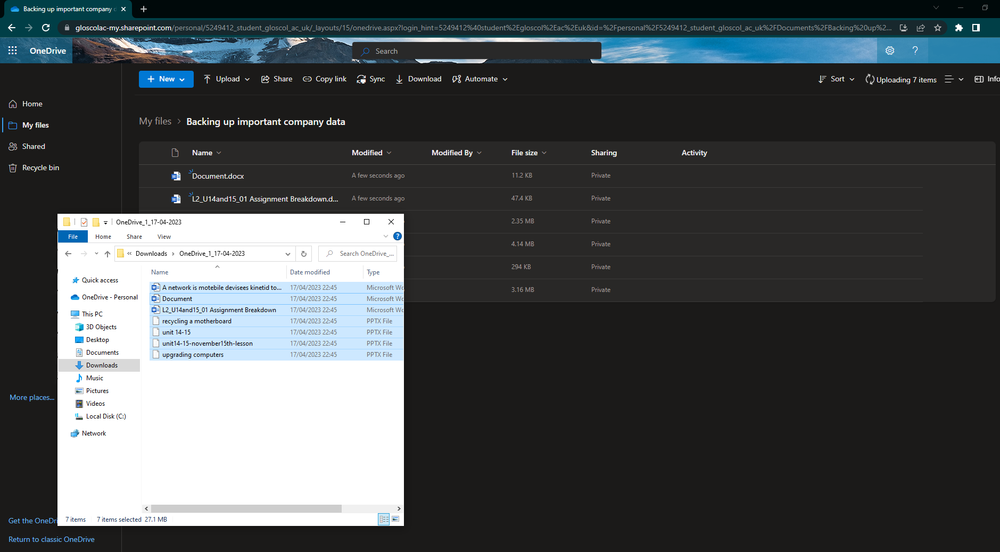 Backing up important company d
gloscolac-my.sharepoint.com/personal/5249412_student_gloscol_ac_uk/_layouts/15/onedrive.aspx?login_hint=5249412%40student%2Egloscol%2Eac%2Euk&id=%2Fpersonal%2F5249412_student_gloscol_ac_uk%2FDocuments%2FBacking%20up%2...
OneDrive
Search
?
New
Upload
Share
Copy link
Sync
Download
Automate
Sort
Uploading 7 items
Info
Home
My files
Shared
Recycle bin
More places...
Get the OneDri
Return to classic OneDrive
My files > Backing up important company data
Name Modified Modified By File size Sharing Activity
Document.docx A few seconds ago 11.2 KB Private
L2_U14and15_01 Assignment Breakdown.d... A few seconds ago 47.4 KB Private
2.35 MB Private
4.14 MB Private
294 KB Private
3.16 MB Private
OneDrive_1_17-04-2023
File Home Share View
?
« Downloads > OneDrive_1_17-04-2023
Search OneDrive_...
Quick access
OneDrive - Personal
This PC
3D Objects
Desktop
Documents
Downloads
Music
Pictures
Videos
Local Disk (C:)
Network
Name Date modified Type
A network is motebile devisees kinetid to... 17/04/2023 22:45 Microsoft Wo
Document 17/04/2023 22:45 Microsoft Wo
L2_U14and15_01 Assignment Breakdown 17/04/2023 22:45 Microsoft Wo
recycling a motherboard 17/04/2023 22:45 PPTX File
unit 14-15 17/04/2023 22:45 PPTX File
unit14-15-november15th-lesson 17/04/2023 22:45 PPTX File
upgrading computers 17/04/2023 22:45 PPTX File
7 items 7 items selected 27.1 MB